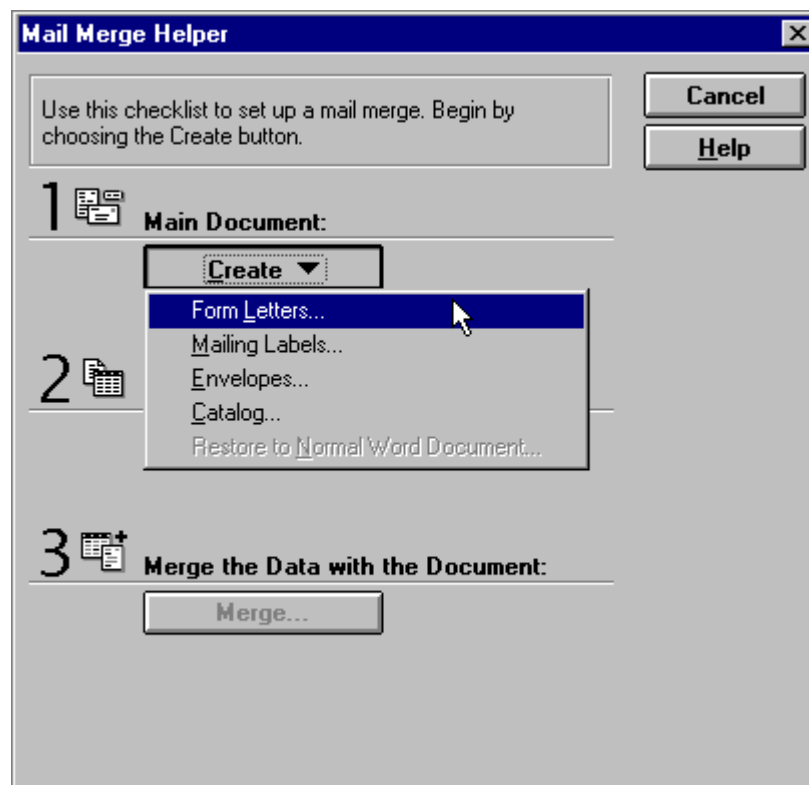 Mail Merge Helper
Use this checklist to set up a mail merge. Begin by
choosing the Create button.
Cancel
Help
1 Main Document:
Create
Form Letters...
Mailing Labels...
Envelopes...
Catalog...
Restore to Normal Word Document...
2
3 Merge the Data with the Document:
Merge...